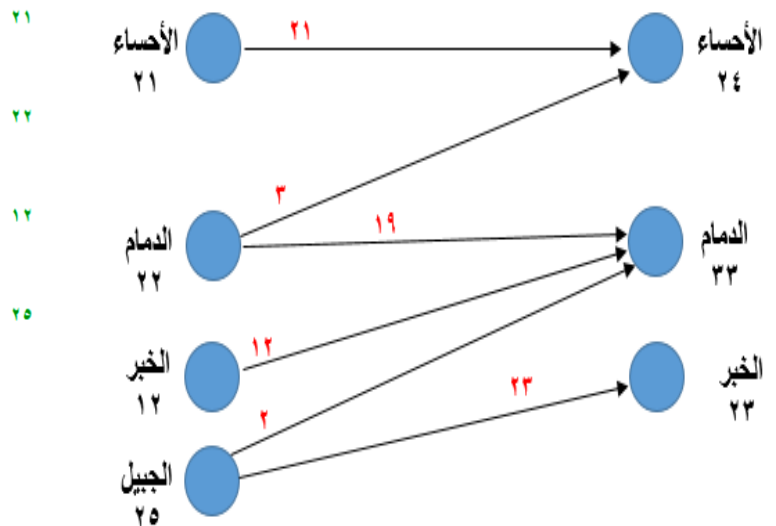 ٢١
الأحساء
٢٤
٢١
الأحساء
٢١
٢٢
٣
١٩
الدمام
٣٣
١٢
الدمام
٢٢
٢٥
١٢
الخبر
١٢
٢٣
الخبر
٢٣
٢
الجبيل
٢٥